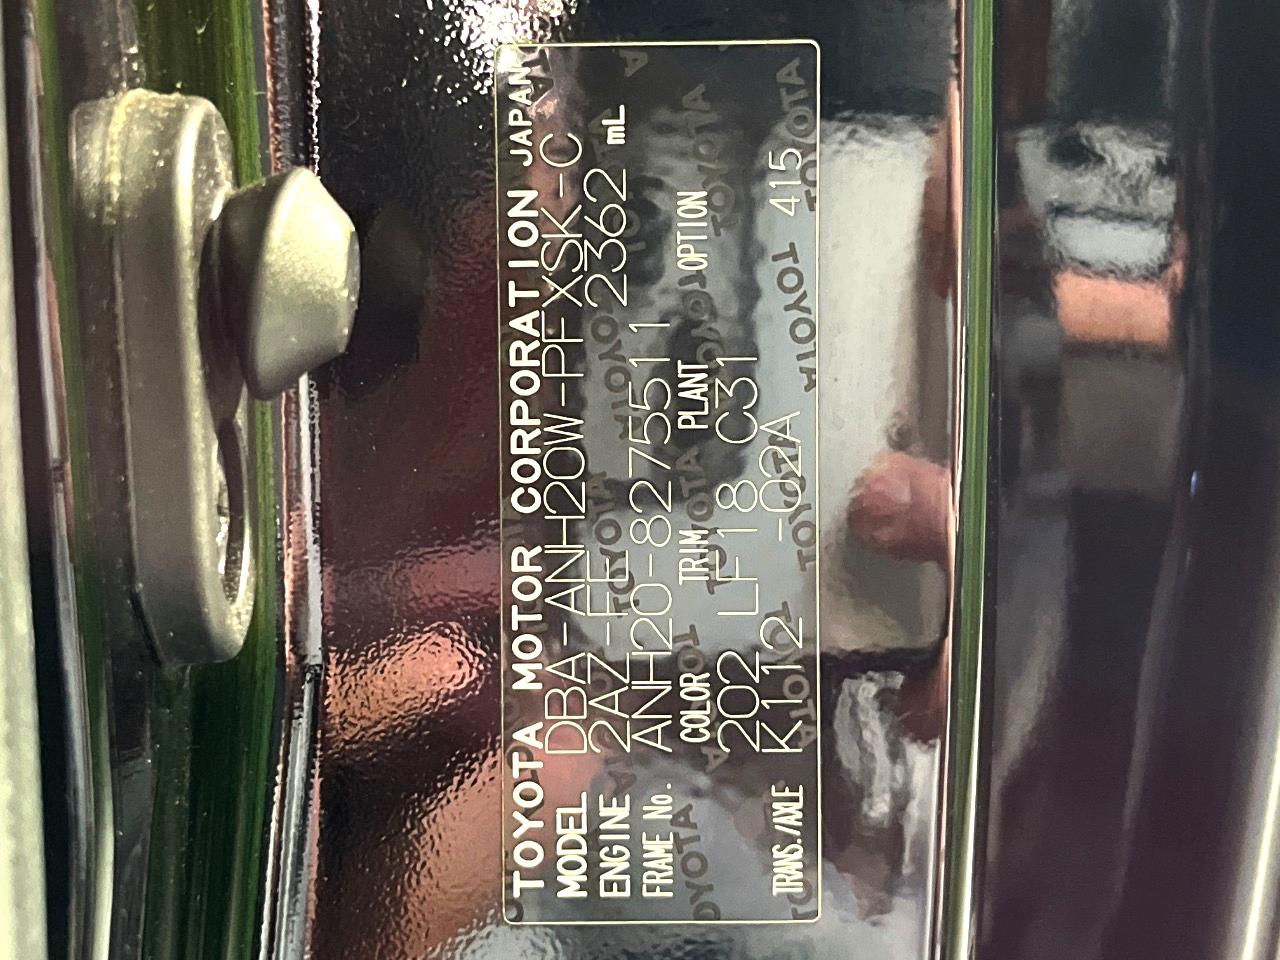 TOYOTA MOTOR CORPORATION JAPAN
MODEL DBA-ANH20W-PFXSK-C
ENGINE 2AZ-FE 2362 mL
FRAME No. ANH20-8275511
COLOR TRIM PLANT OPTION
202 LF18 C31
TRANS./AXLE K112 -02A 415